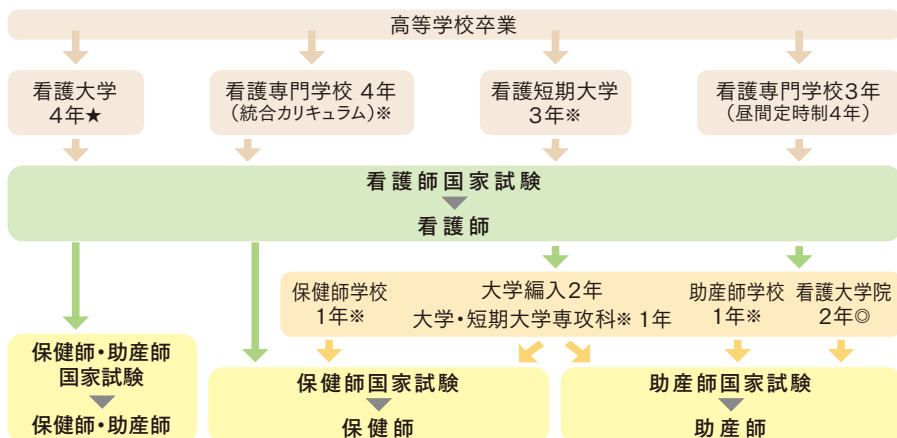 高等学校卒業
看護大学
4年★
看護専門学校 4年
（統合カリキュラム）※
看護短期大学
3年※
看護専門学校3年
（昼間定時制4年）
看護師国家試験
看護師
保健師学校
1年※
大学編入2年
大学・短期大学専攻科※ 1年
助産師学校
1年※
看護大学院
2年◎
保健師・助産師
国家試験
保健師・助産師
保健師国家試験
保健師
助産師国家試験
助産師